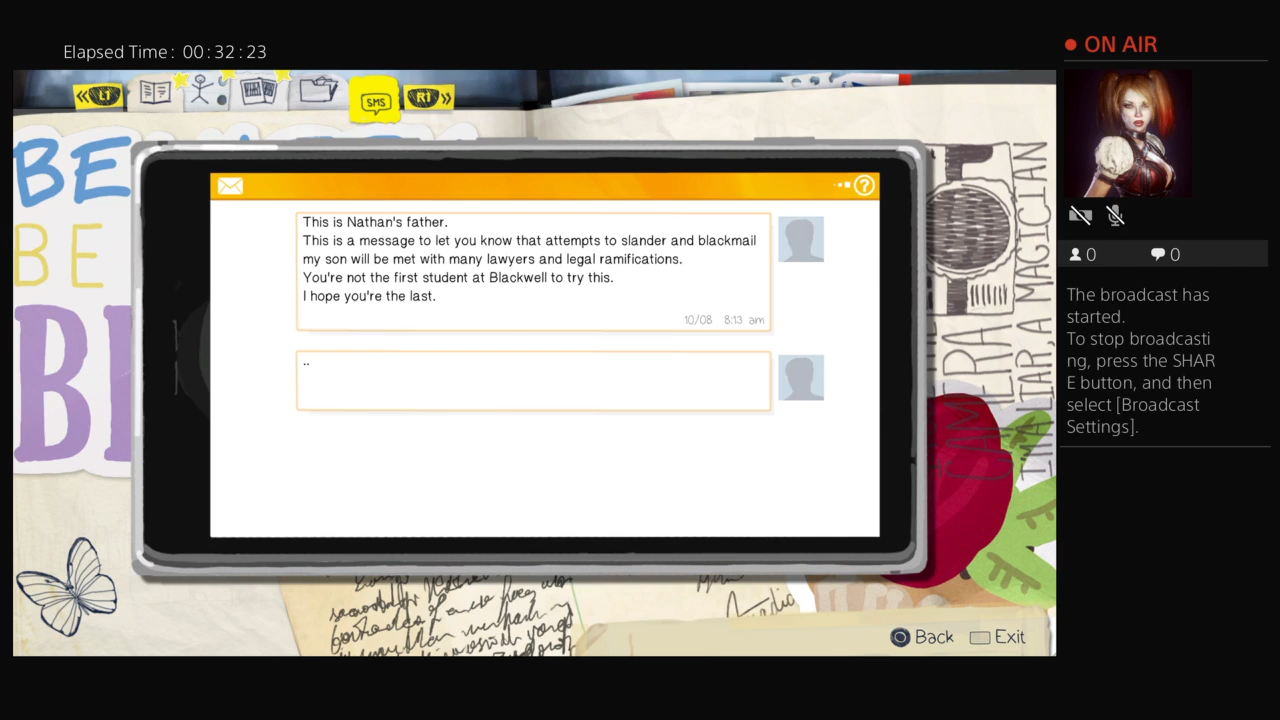 Elapsed Time: 00:32:23
ON AIR
«L1
SMS
R1»
BE
BE
This is Nathan's father.
This is a message to let you know that attempts to slander and blackmail
my son will be met with many lawyers and legal ramifications.
You're not the first student at Blackwell to try this.
I hope you're the last.
10/08 8:13 am
..
?
CAMERA
LIAR, A MAGICIAN
0
0
The broadcast has
started.
To stop broadcasti
ng, press the SHAR
E button, and then
select [Broadcast
Settings].
Back
Exit